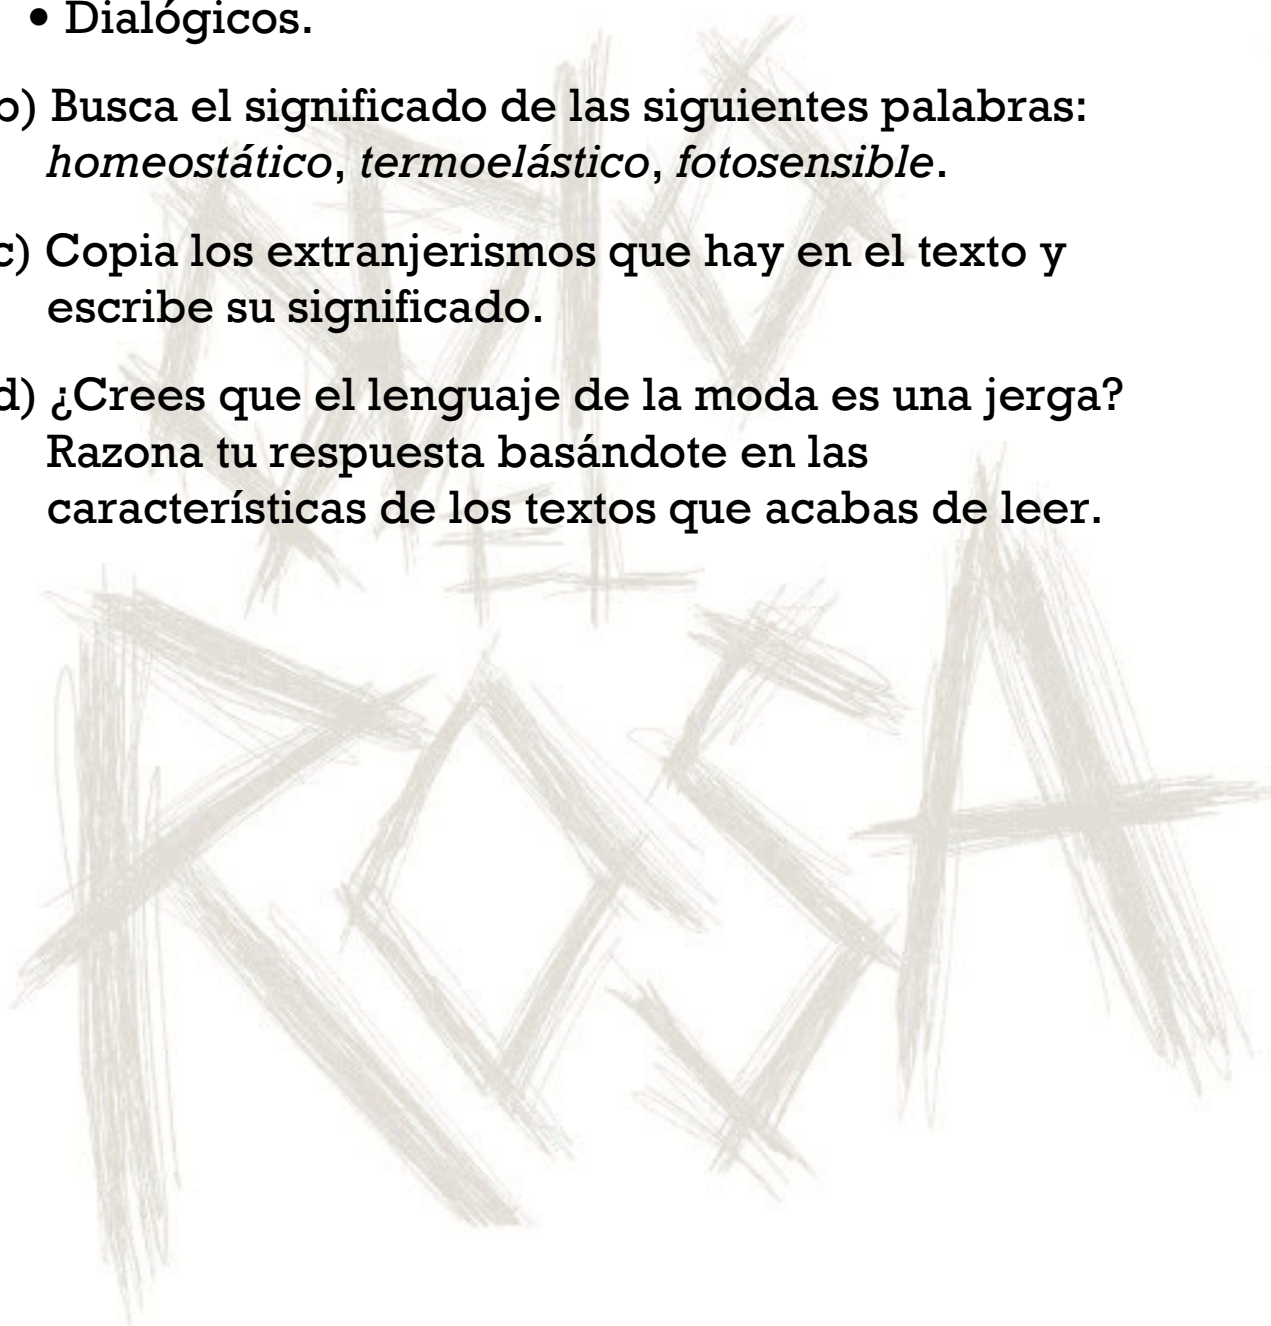 • Dialógicos.
b) Busca el significado de las siguientes palabras:
homeostático, termoelástico, fotosensible.
c) Copia los extranjerismos que hay en el texto y
escribe su significado.
d) ¿Crees que el lenguaje de la moda es una jerga?
Razona tu respuesta basándote en las
características de los textos que acabas de leer.
ODIO
EL
ROSA